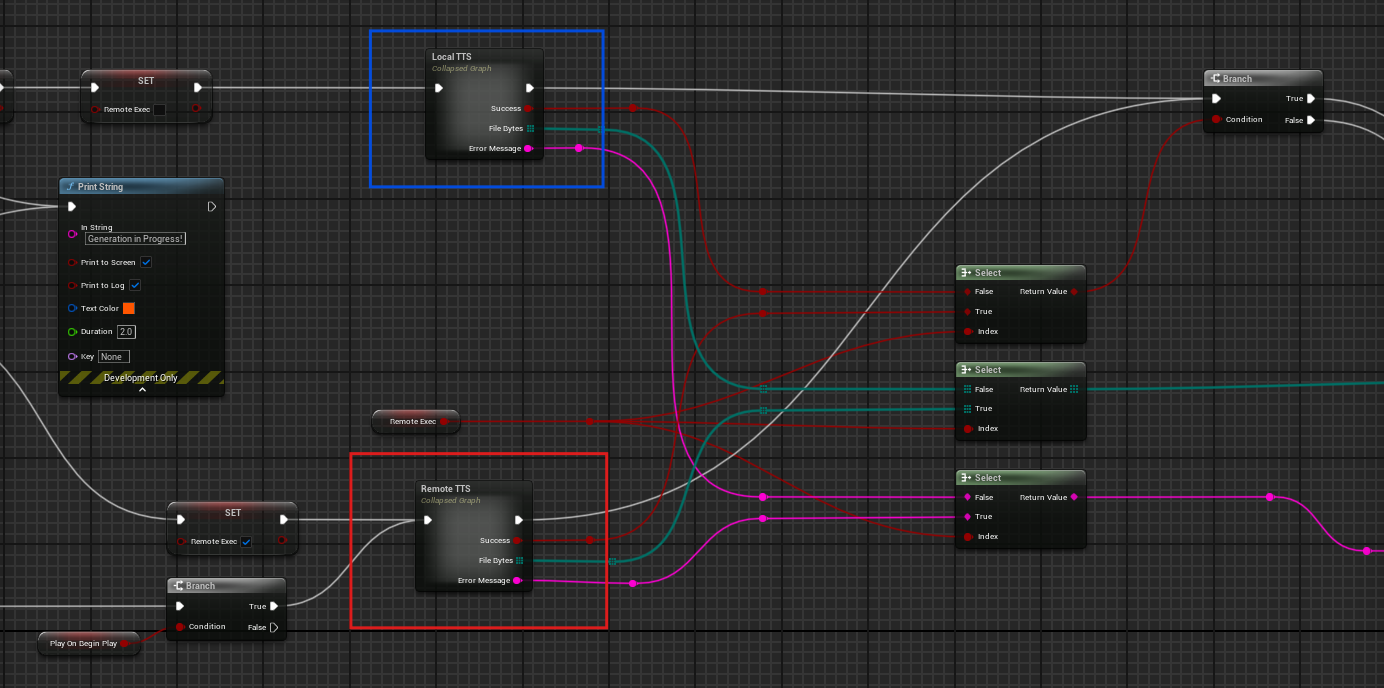 SET
Remote Exec
Local TTS
Collapsed Graph
Success
File Bytes
Error Message
Branch
True
Condition
False
f Print String
In String
Generation in Progress!
Print to Screen
Print to Log
Text Color
Duration 2.0
Key None
Development Only
Select
False Return Value
True
Index
Select
False Return Value
True
Index
Remote Exec
Select
False Return Value
True
Index
SET
Remote Exec
Remote TTS
Collapsed Graph
Success
File Bytes
Error Message
Branch
True
Condition False
Play On Begin Play